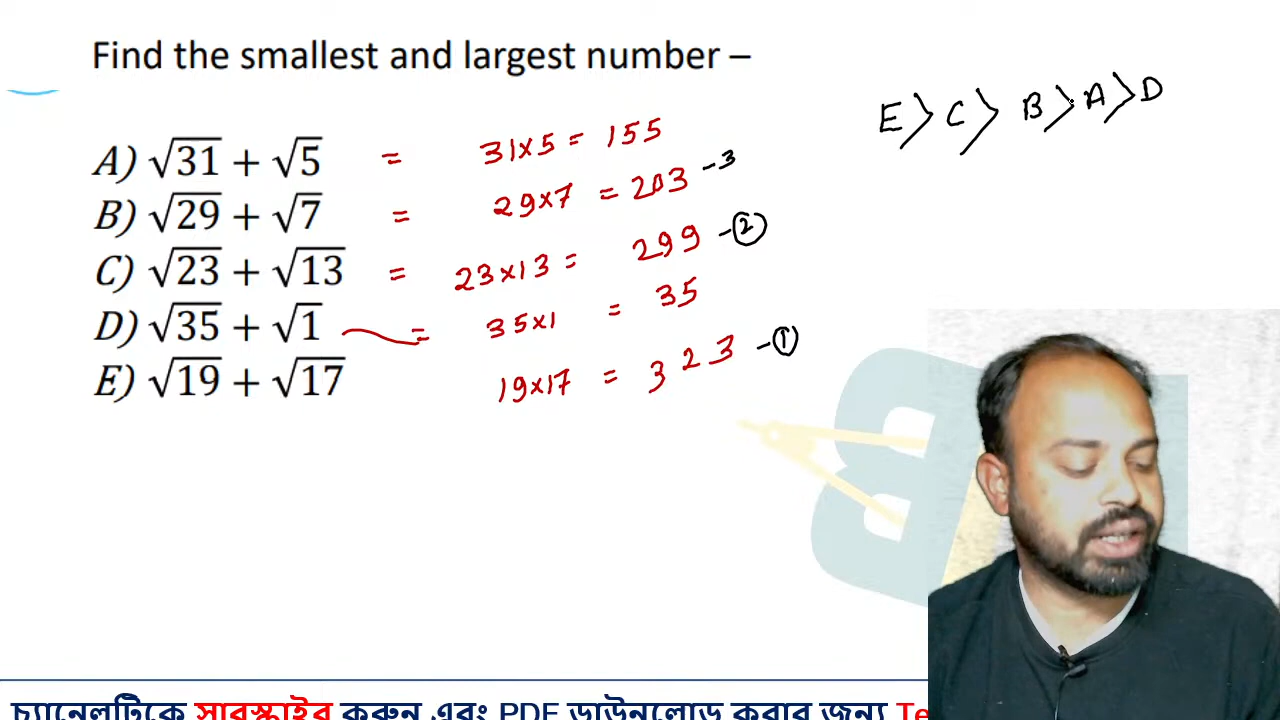 Find the smallest and largest number –
E > C > B > A > D
A) √31 + √5 = 31×5 = 155
B) √29 + √7 = 29×7 = 203 –3
C) √23 + √13 = 23×13 = 299 –②
D) √35 + √1 = 35×1 = 35
E) √19 + √17 19×17 = 323 –①
চ্যানেলটিকে সাবস্ক্রাইব করুন এবং PDF ডাউনলোড করার জন্য Te